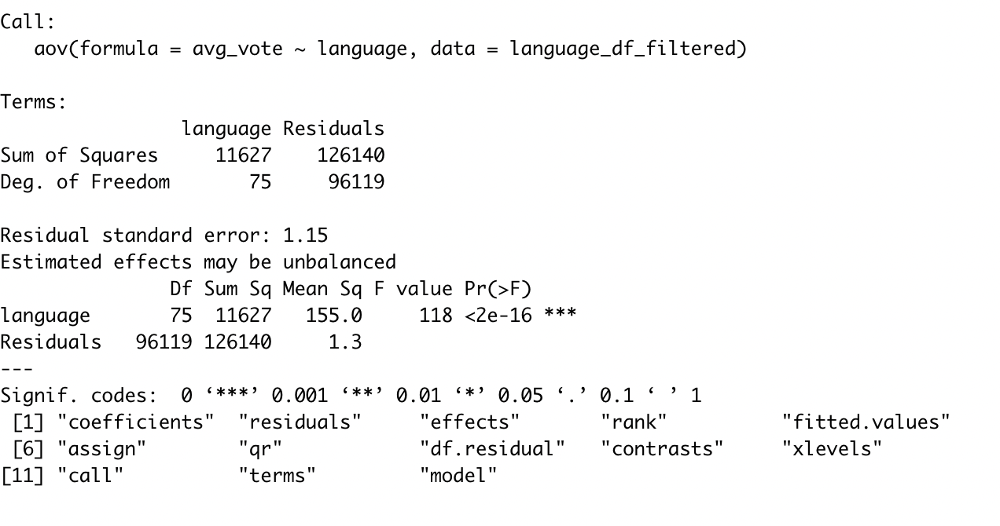 Call:
   aov(formula = avg_vote ~ language, data = language_df_filtered)

Terms:
                language Residuals
Sum of Squares     11627    126140
Deg. of Freedom       75     96119

Residual standard error: 1.15
Estimated effects may be unbalanced
               Df Sum Sq Mean Sq F value Pr(>F)
language       75  11627   155.0     118 <2e-16 ***
Residuals   96119 126140     1.3
---
Signif. codes:  0 ‘***’ 0.001 ‘**’ 0.01 ‘*’ 0.05 ‘.’ 0.1 ‘ ’ 1
 [1] "coefficients"  "residuals"     "effects"       "rank"          "fitted.values"
 [6] "assign"        "qr"            "df.residual"   "contrasts"     "xlevels"
[11] "call"          "terms"         "model"